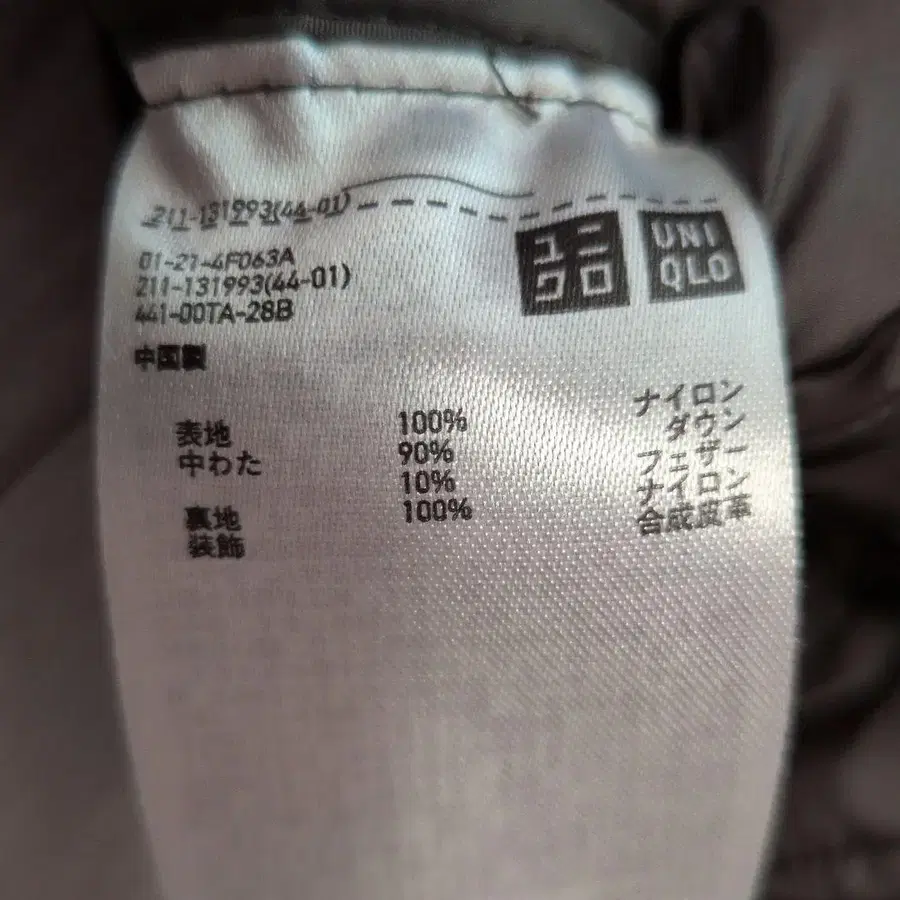 211-131993(44-01)
ユニ
クロ
UNI
QLO
01-21-4F063A
211-131993(44-01)
441-00TA-28B
中国製
表地 100% ナイロン
中わた 90% ダウン
10% フェザー
裏地 100% ナイロン
装飾 合成皮革